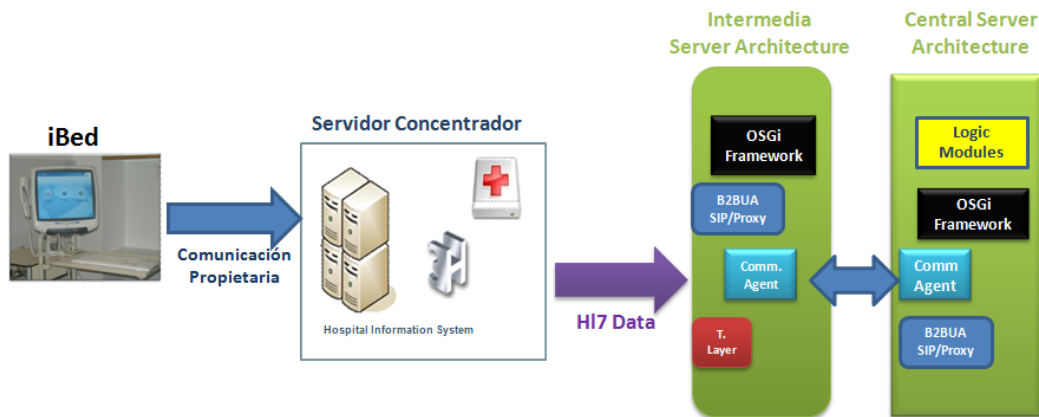 Intermedia
Server Architecture
Central Server
Architecture
iBed
Servidor Concentrador
OSGi
Framework
Logic
Modules
B2BUA
SIP/Proxy
OSGi
Framework
Comunicación
Propietaria
Comm.
Agent
Comm
Agent
Hospital Information System
Hl7 Data
T.
Layer
B2BUA
SIP/Proxy